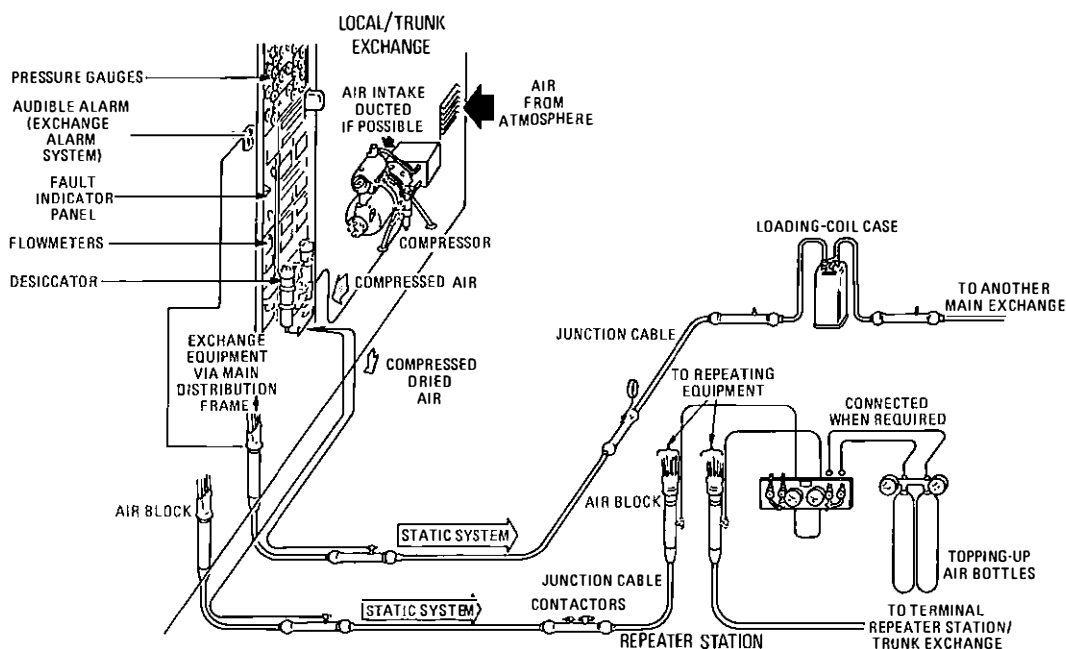 LOCAL/TRUNK
EXCHANGE
PRESSURE GAUGES
AUDIBLE ALARM
(EXCHANGE
ALARM
SYSTEM)
FAULT
INDICATOR
PANEL
FLOWMETERS
DESICCATOR
AIR INTAKE
DUCTED
IF POSSIBLE
AIR
FROM
ATMOSPHERE
COMPRESSOR
COMPRESSED AIR
COMPRESSED
DRIED
AIR
EXCHANGE
EQUIPMENT
VIA MAIN
DISTRIBUTION
FRAME
LOADING-COIL CASE
TO ANOTHER
MAIN EXCHANGE
JUNCTION CABLE
TO REPEATING
EQUIPMENT
CONNECTED
WHEN REQUIRED
AIR BLOCK
STATIC SYSTEM
AIR BLOCK
TOPPING-UP
AIR BOTTLES
JUNCTION CABLE
STATIC SYSTEM
CONTACTORS
REPEATER STATION
TO TERMINAL
REPEATER STATION/
TRUNK EXCHANGE